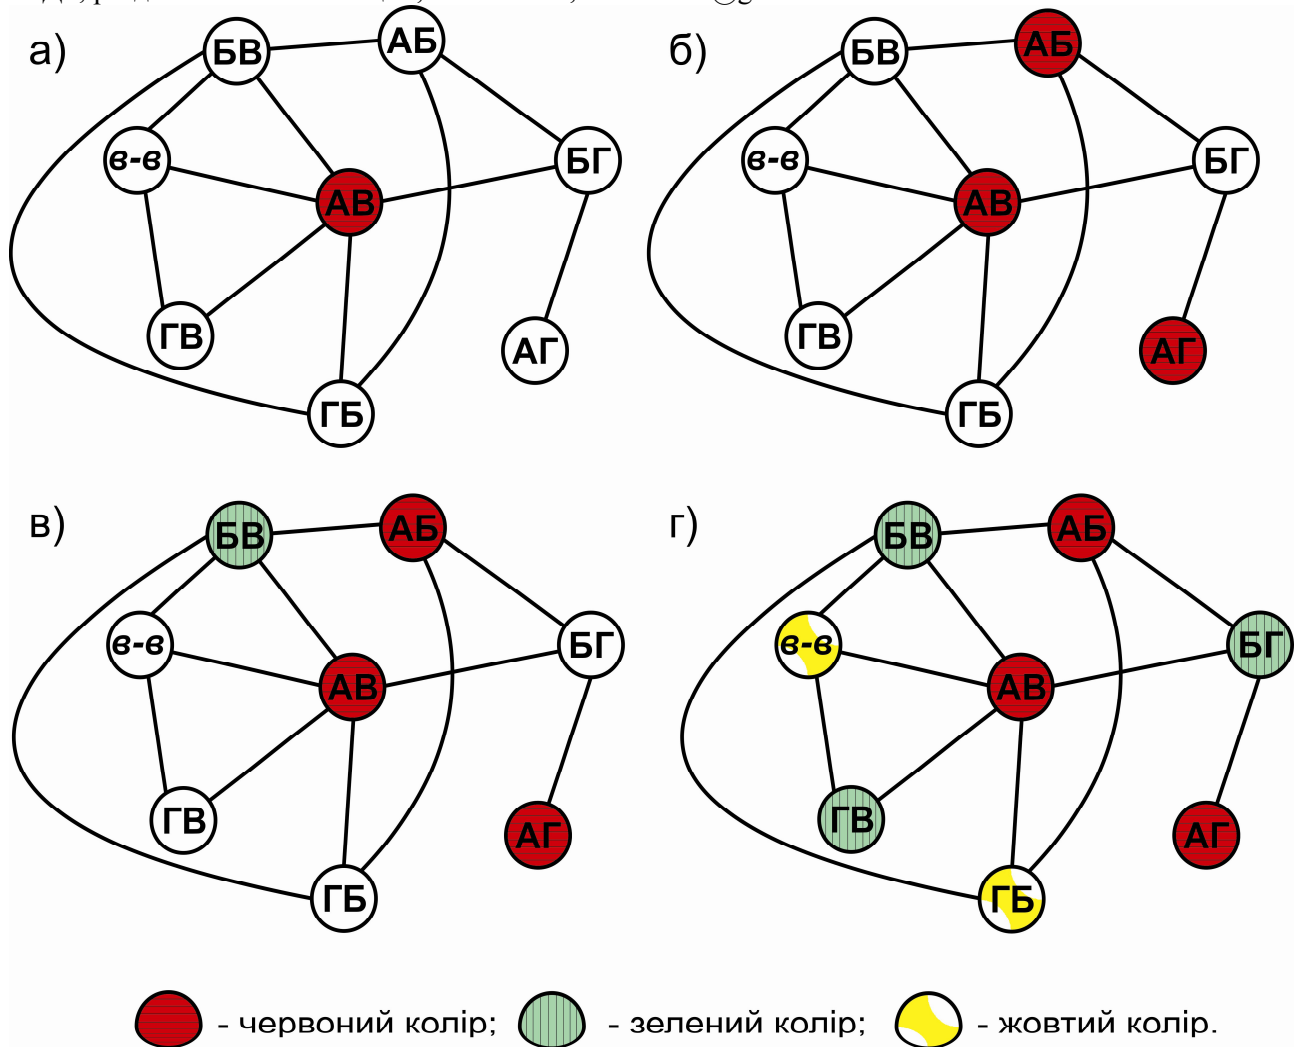 а) БВ АБ б) БВ АБ
в-в БГ в-в БГ
АВ АВ
ГВ АГ ГВ АГ
ГБ ГБ
в) БВ АБ г) БВ АБ
в-в БГ в-в БГ
АВ АВ
ГВ АГ ГВ АГ
ГБ ГБ
- червоний колір; - зелений колір; - жовтий колір.